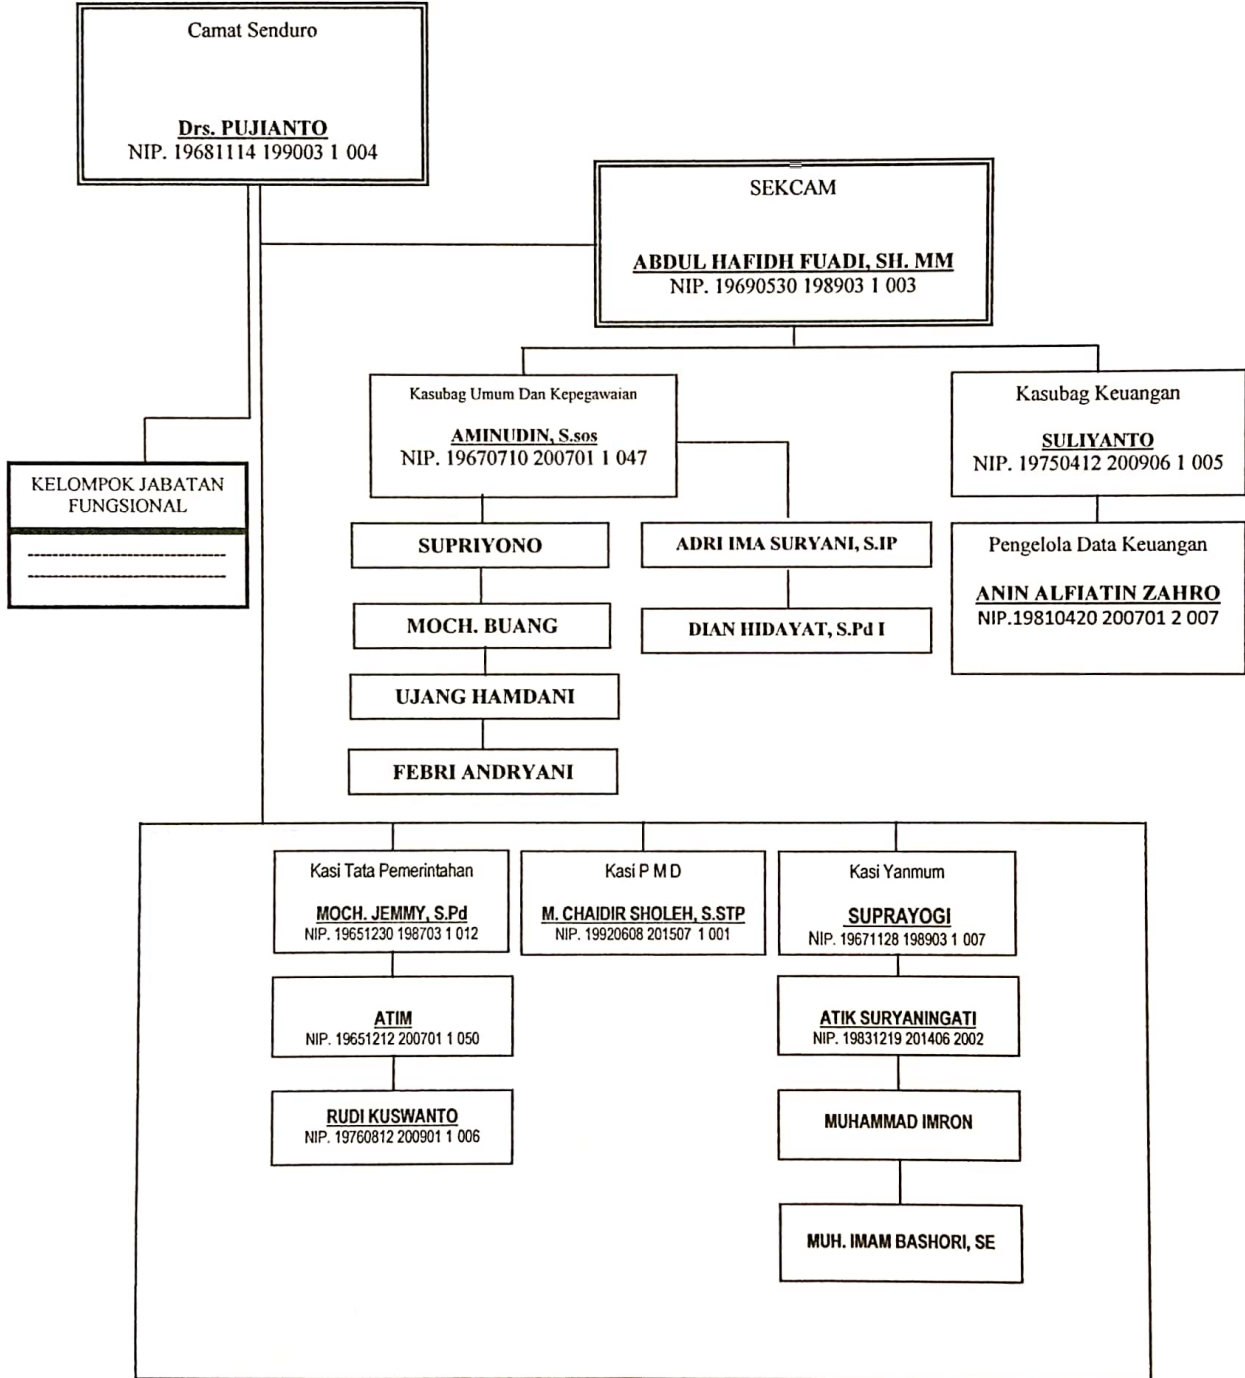 Camat Senduro
Drs. PUJIANTO
NIP. 19681114 199003 1 004
SEKCAM
ABDUL HAFIDH FUADI, SH. MM
NIP. 19690530 198903 1 003
Kasubag Umum Dan Kepegawaian
AMINUDIN, S.sos
NIP. 19670710 200701 1 047
Kasubag Keuangan
SULIYANTO
NIP. 19750412 200906 1 005
KELOMPOK JABATAN
FUNGSIONAL
SUPRIYONO
ADRI IMA SURYANI, S.IP
Pengelola Data Keuangan
ANIN ALFIATIN ZAHRO
NIP.19810420 200701 2 007
MOCH. BUANG
DIAN HIDAYAT, S.Pd I
UJANG HAMDANI
FEBRI ANDRYANI
Kasi Tata Pemerintahan
MOCH. JEMMY, S.Pd
NIP. 19651230 198703 1 012
Kasi P M D
M. CHAIDIR SHOLEH, S.STP
NIP. 19920608 201507 1 001
Kasi Yanmum
SUPRAYOGI
NIP. 19671128 198903 1 007
ATIM
NIP. 19651212 200701 1 050
ATIK SURYANINGATI
NIP. 19831219 201406 2002
RUDI KUSWANTO
NIP. 19760812 200901 1 006
MUHAMMAD IMRON
MUH. IMAM BASHORI, SE